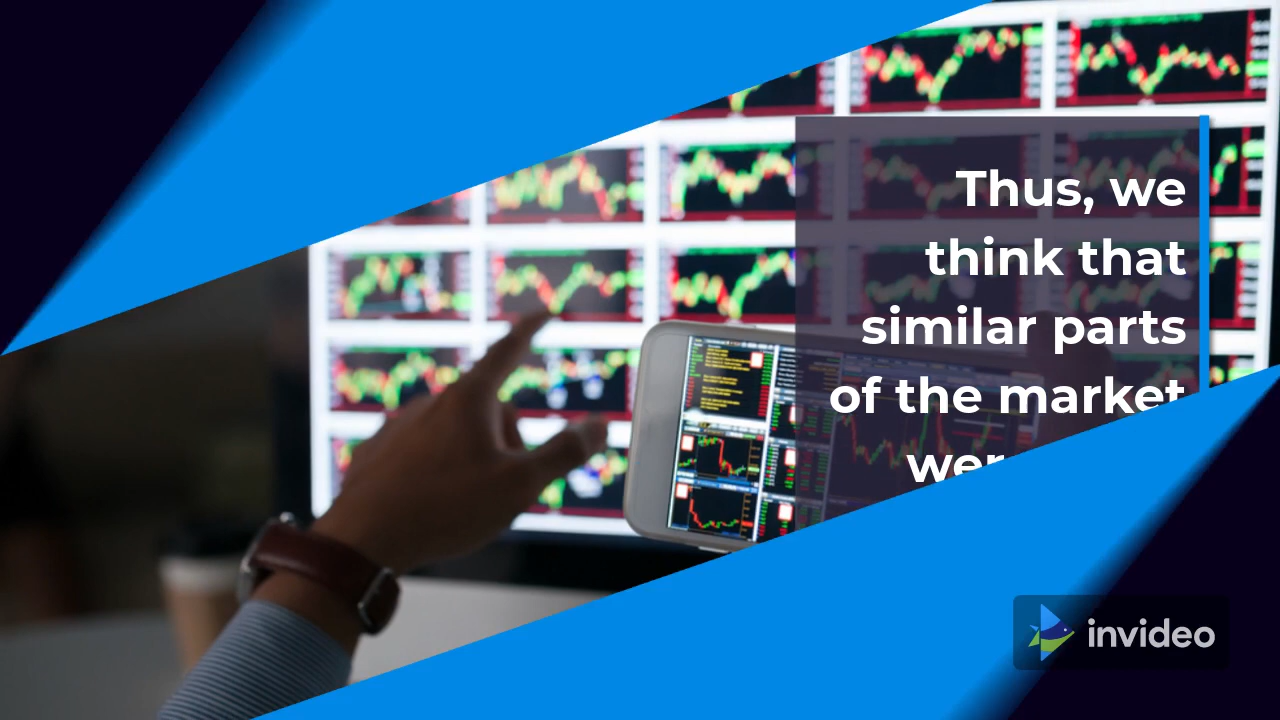 Thus, we
think that
similar parts
of the market
invideo